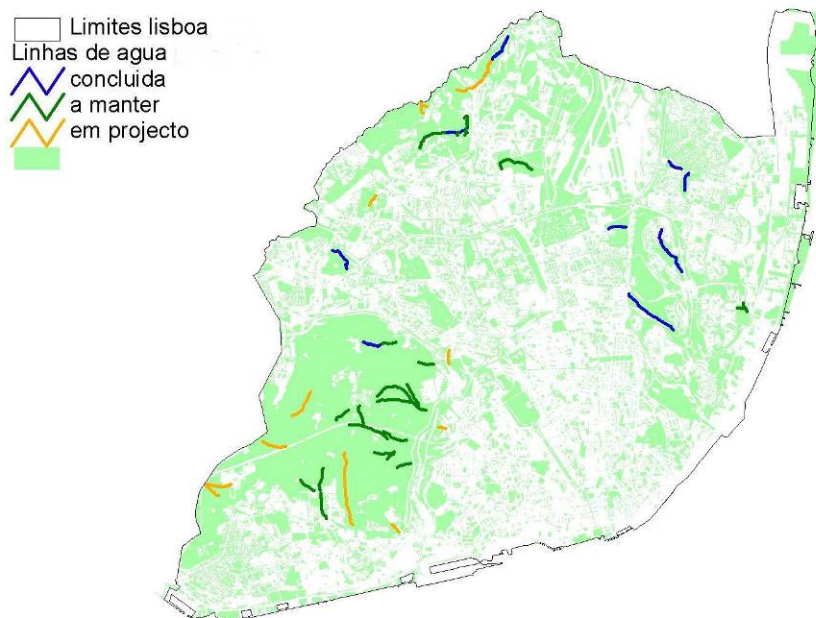 Limites lisboa
Linhas de agua
concluida
a manter
em projecto